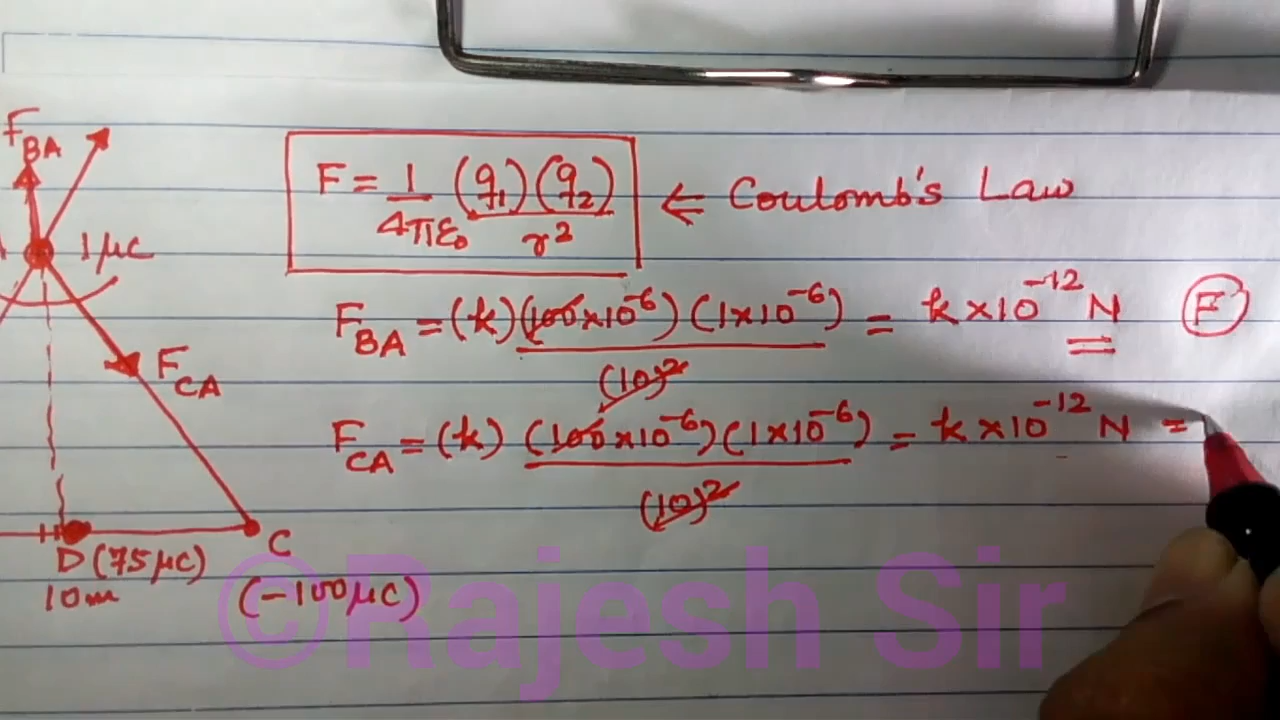 F_BA
1μC
F = 1/4πε₀ (q₁)(q₂)/r² ⇐ Coulomb's Law
F_BA = (k) (100×10⁻⁶) (1×10⁻⁶)/(10)² = k×10⁻¹² N F
F_CA
F_CA = (k) (100×10⁻⁶)(1×10⁻⁶)/(10)² = k×10⁻¹² N =
D (75μC)
C
10m
(-100μC)
©Rajesh Sir